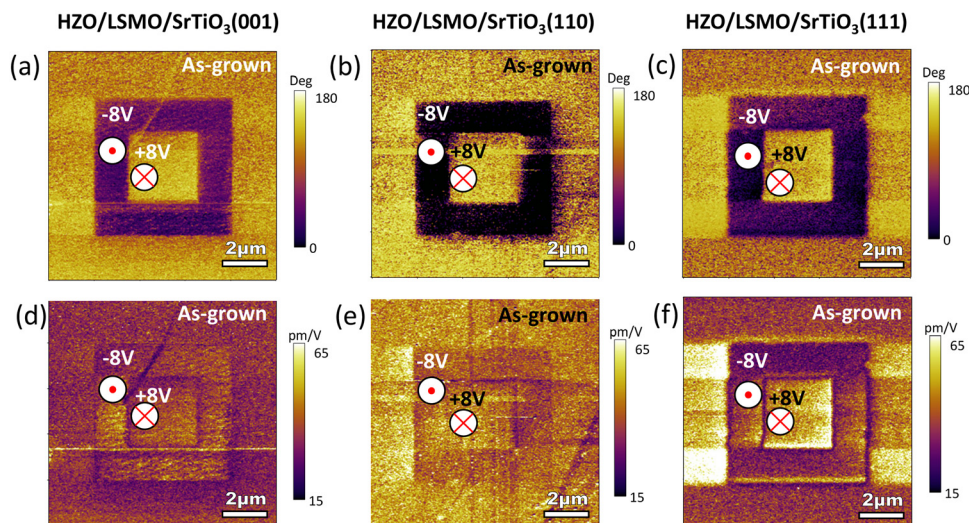 HZO/LSMO/SrTiO₃(001)
HZO/LSMO/SrTiO₃(110)
HZO/LSMO/SrTiO₃(111)
(a)
As-grown
Deg
180
-8V
+8V
0
2μm
(b)
As-grown
Deg
180
-8V
+8V
0
2μm
(c)
As-grown
Deg
180
-8V
+8V
0
2μm
(d)
As-grown
pm/V
65
-8V
+8V
15
2μm
(e)
As-grown
pm/V
65
-8V
+8V
15
2μm
(f)
As-grown
pm/V
65
-8V
+8V
15
2μm